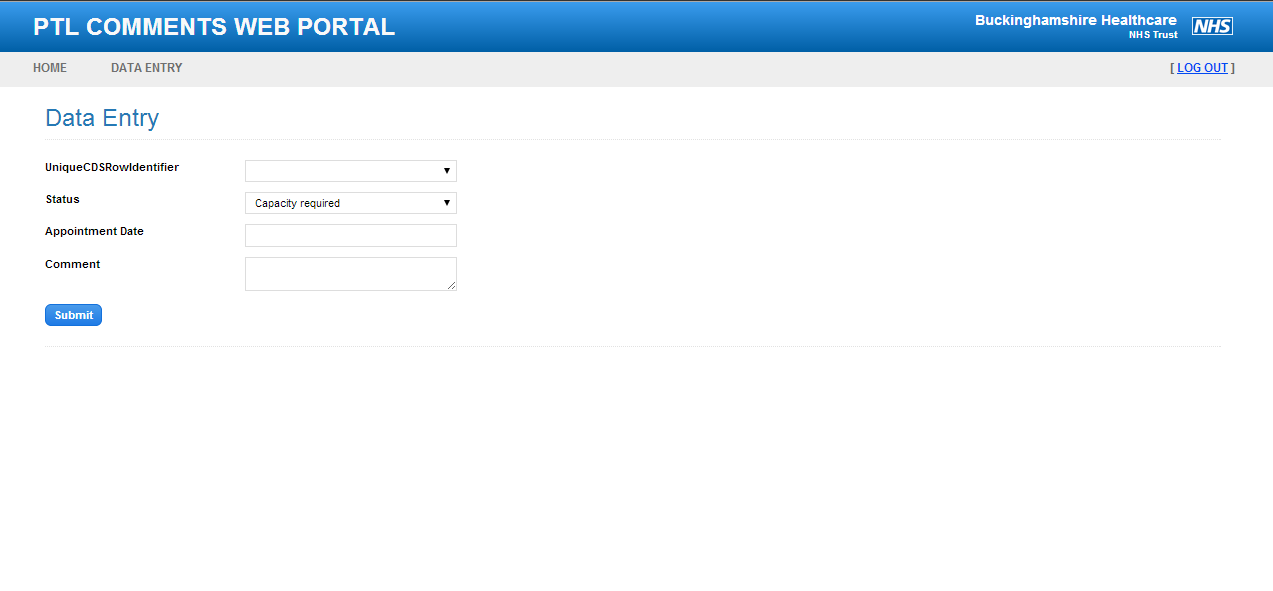 PTL COMMENTS WEB PORTAL
Buckinghamshire Healthcare
NHS Trust
NHS
HOME
DATA ENTRY
[ LOG OUT ]
Data Entry
UniqueCDSRowIdentifier
Status
Capacity required
Appointment Date
Comment
Submit